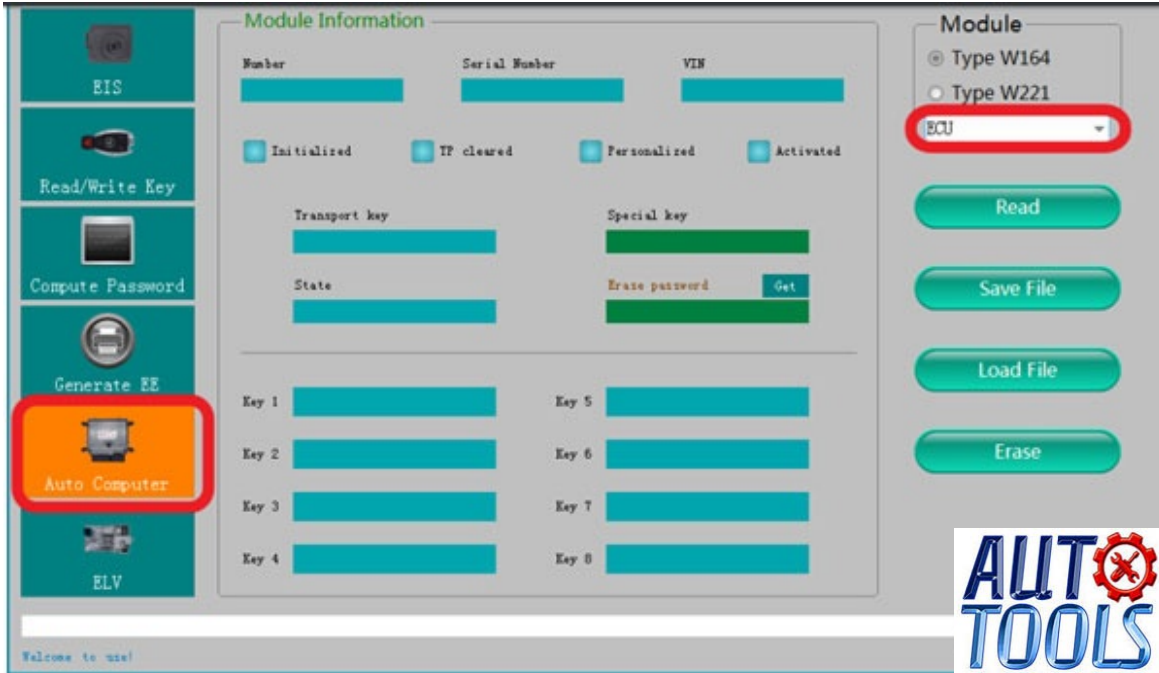 EIS
Read/Write Key
Compute Password
Generate EE
Auto Computer
ELV
Module Information
Number Serial Number VIN
Initialized TP cleared Personalized Activated
Transport key Special key
State Erase password Get
Key 1 Key 5
Key 2 Key 6
Key 3 Key 7
Key 4 Key 8
Module
Type W164
Type W221
ECU
Read
Save File
Load File
Erase
Welcome to use!
AUTO
TOOLS